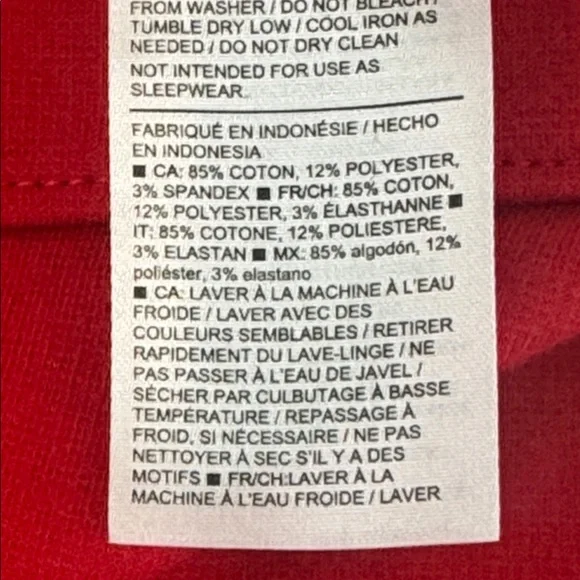 FROM WASHER / DO NOT BLEACH /
TUMBLE DRY LOW / COOL IRON AS
NEEDED / DO NOT DRY CLEAN
NOT INTENDED FOR USE AS
SLEEPWEAR.
FABRIQUÉ EN INDONÉSIE / HECHO
EN INDONESIA
■ CA: 85% COTON, 12% POLYESTER,
3% SPANDEX ■ FR/CH: 85% COTON,
12% POLYESTER, 3% ÉLASTHANNE ■
IT: 85% COTONE, 12% POLIESTERE,
3% ELASTAN ■ MX: 85% algodón, 12%
poliéster, 3% elastano
■ CA: LAVER À LA MACHINE À L'EAU
FROIDE / LAVER AVEC DES
COULEURS SEMBLABLES / RETIRER
RAPIDEMENT DU LAVE-LINGE / NE
PAS PASSER À L'EAU DE JAVEL /
SÉCHER PAR CULBUTAGE À BASSE
TEMPÉRATURE / REPASSAGE À
FROID, SI NÉCESSAIRE / NE PAS
NETTOYER À SEC S'IL Y A DES
MOTIFS ■ FR/CH:LAVER À LA
MACHINE À L'EAU FROIDE / LAVER